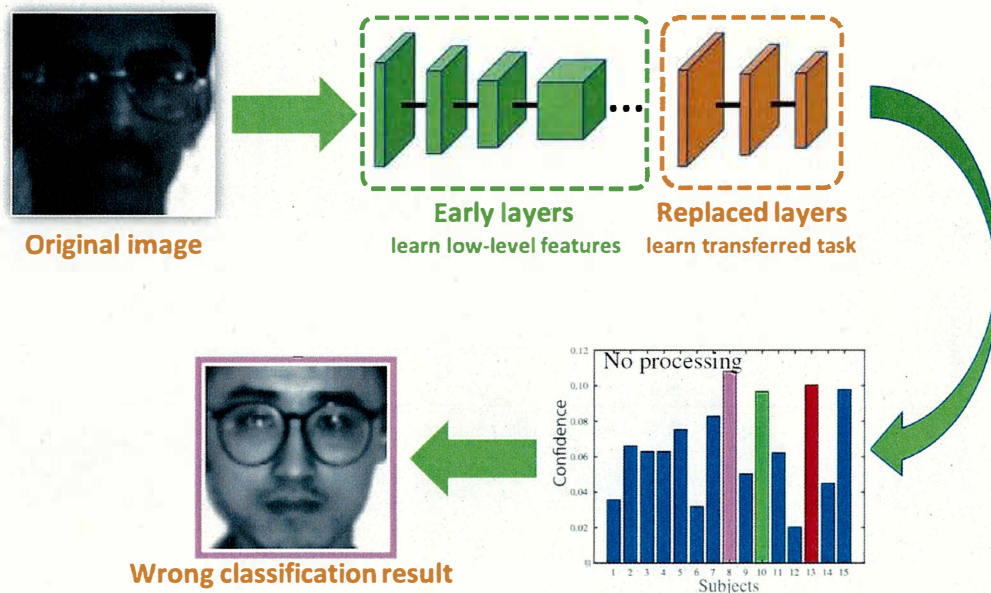 Original image
Early layers
learn low-level features
...
Replaced layers
learn transferred task
No processing
0.12
0.10
0.08
0.06
0.04
0.02
0
Confidence
1 2 3 4 5 6 7 8 9 10 11 12 13 14 15
Subjects
Wrong classification result